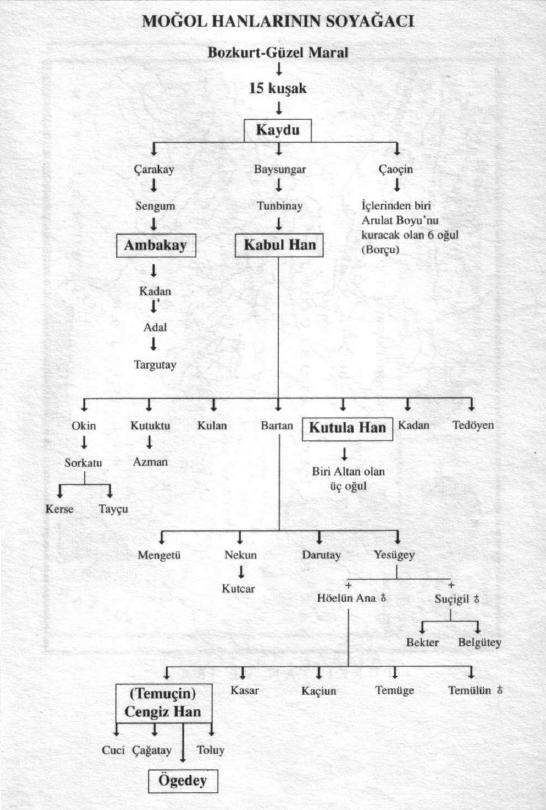 MOĞOL HANLARININ SOYAĞACI
Bozkurt-Güzel Maral
15 kuşak
Kaydu
Çarakay Baysungar Çaoçin
Sengum Tunbinay İçlerinden biri
Arulat Boyu'nu
kuracak olan 6 oğul
(Borçu)
Ambakay Kabul Han
Kadan
Adal
Targutay
Okin Kutuktu Kulan Bartan Kutula Han Kadan Tedöyen
Sorkatu Azman Biri Altan olan
üç oğul
Kerse Tayçu
Mengetü Nekun Darutay Yesügey
Kutcar
+ +
Höelün Ana ♁ Suçigil ♁
Bekter Belgütey
(Temuçin)
Cengiz Han
Kasar Kaçiun Temüge Temülün ♁
Cuci Çağatay Toluy
Ögedey